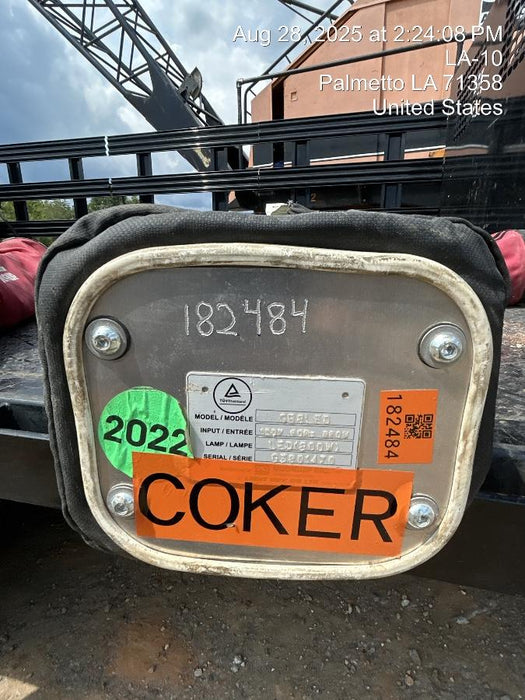 Aug 28, 2025 at 2:24:08 PM
LA-10
Palmetto LA 71358
United States
182484
2022
MODEL / MODÈLE
INPUT / ENTRÉE
LAMP / LAMPE
SERIAL / SÉRIE
182484
COKER